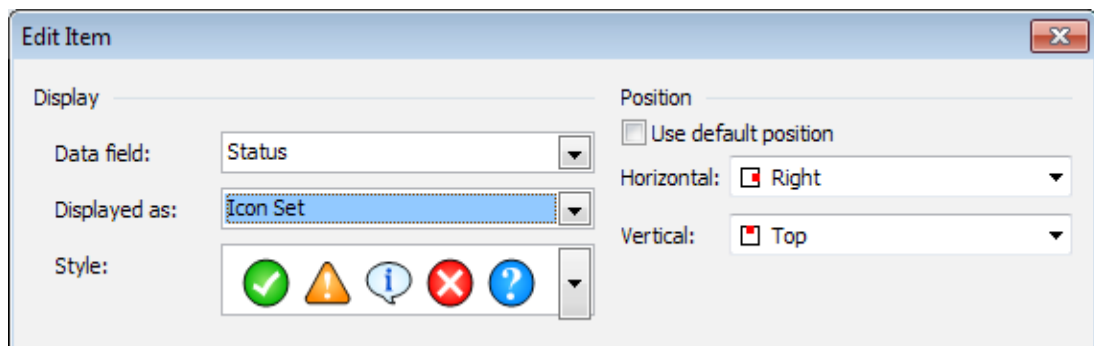 Edit Item
Display
Data field: Status
Displayed as: Icon Set
Style:
Position
Use default position
Horizontal: Right
Vertical: Top